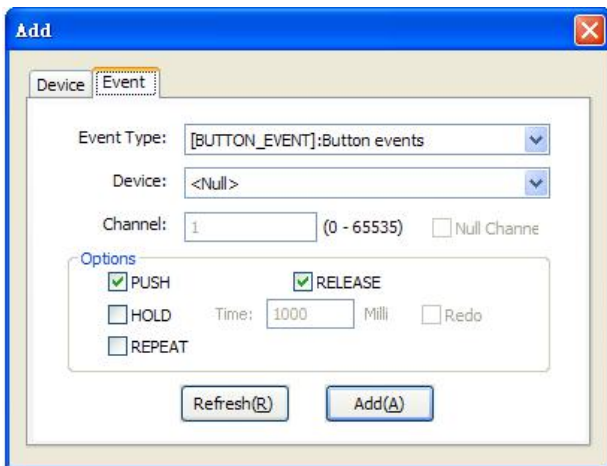 Add
Device Event
Event Type: [BUTTON_EVENT]:Button events
Device: <Null>
Channel: 1 (0 - 65535) Null Channe
Options
PUSH RELEASE
HOLD Time: 1000 Milli Redo
REPEAT
Refresh(R) Add(A)